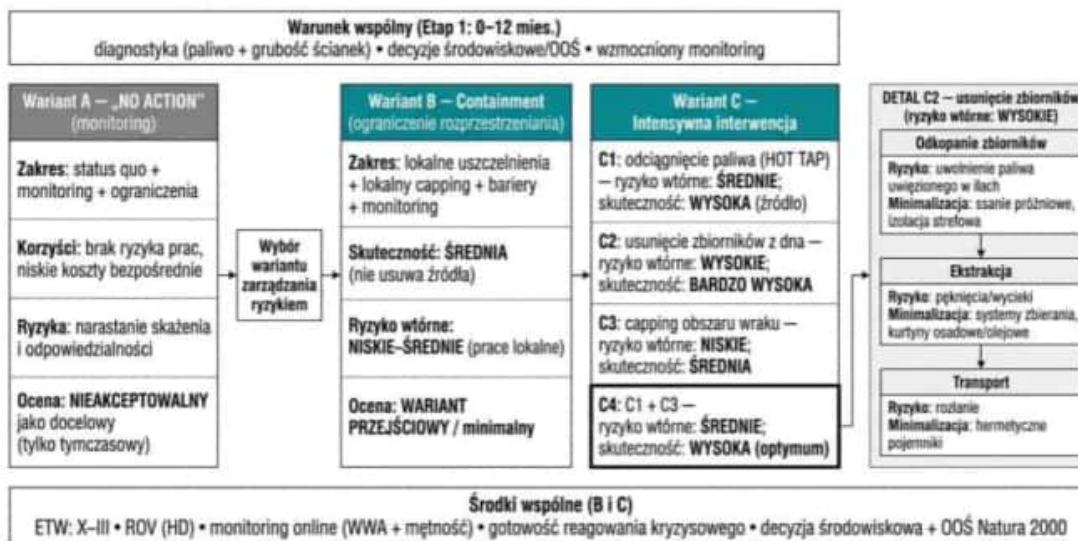 Warunek wspólny (Etap 1: 0–12 mies.)
diagnostyka (paliwo + grubość ścianek) • decyzje środowiskowe/OOŚ • wzmocniony monitoring
Wariant A — „NO ACTION”
(monitoring)
Zakres: status quo +
monitoring + ograniczenia
Korzyści: brak ryzyka prac,
niskie koszty bezpośrednie
Ryzyka: narastanie skażenia
i odpowiedzialności
Ocena: NIEAKCEPTOWALNY
jako docelowy
(tylko tymczasowy)
Wybór
wariantu
zarządzania
ryzykiem
Wariant B — Containment
(ograniczenie rozprzestrzeniania)
Zakres: lokalne uszczelnienia
+ lokalny capping + bariery
+ monitoring
Skuteczność: ŚREDNIA
(nie usuwa źródła)
Ryzyko wtórne:
NISKIE–ŚREDNIE (prace lokalne)
Ocena: WARIANT
PRZEJŚCIOWY / minimalny
Wariant C —
Intensywna interwencja
C1: odciągnięcie paliwa (HOT TAP)
— ryzyko wtórne: ŚREDNIE;
skuteczność: WYSOKA (źródło)
C2: usunięcie zbiorników z dna —
ryzyko wtórne: WYSOKIE;
skuteczność: BARDZO WYSOKA
C3: capping obszaru wraku —
ryzyko wtórne: NISKIE;
skuteczność: ŚREDNIA
C4: C1 + C3 —
ryzyko wtórne: ŚREDNIE;
skuteczność: WYSOKA (optymum)
DETAL C2 — usunięcie zbiorników
(ryzyko wtórne: WYSOKIE)
Odkopanie zbiorników
Ryzyko: uwolnienie paliwa
uwięzionego w iłach
Minimalizacja: ssanie próżniowe,
izolacja strefowa
Ekstrakcja
Ryzyko: pęknięcia/wycieki
Minimalizacja: systemy zbierania,
kurtyny osadowe/olejowe
Transport
Ryzyko: rozlanie
Minimalizacja: hermetyczne
pojemniki
Środki wspólne (B i C)
ETW: X–III • ROV (HD) • monitoring online (WWA + mętność) • gotowość reagowania kryzysowego • decyzja środowiskowa + OOŚ Natura 2000